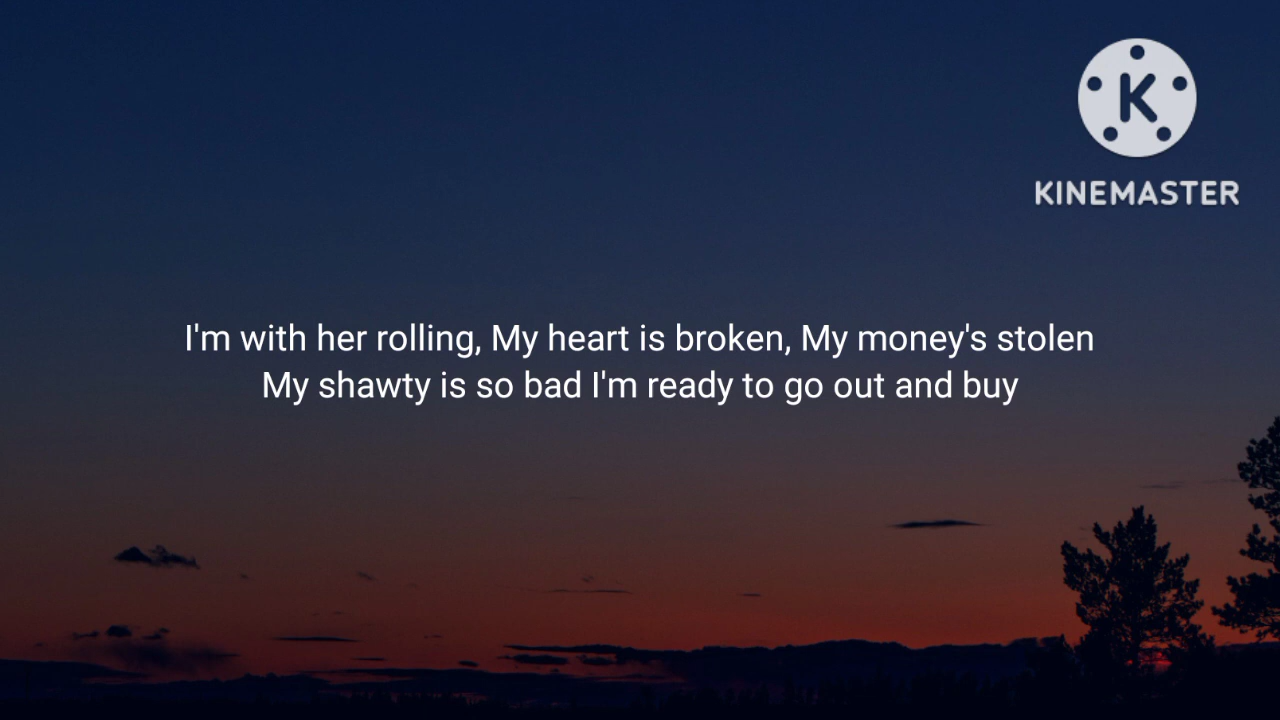 K
KINEMASTER
I'm with her rolling, My heart is broken, My money's stolen
My shawty is so bad I'm ready to go out and buy